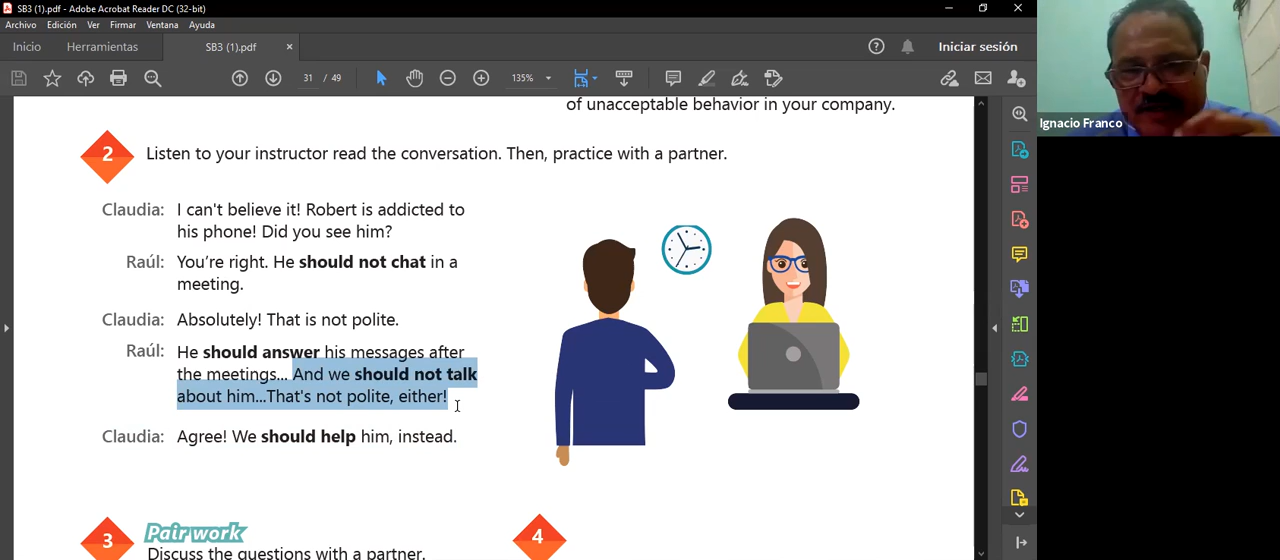 SB3 (1).pdf - Adobe Acrobat Reader DC (32-bit)
Archivo Edición Ver Firmar Ventana Ayuda
Inicio Herramientas SB3 (1).pdf Iniciar sesión
31 / 49 135%
Ignacio Franco
of unacceptable behavior in your company.
2 Listen to your instructor read the conversation. Then, practice with a partner.
Claudia: I can't believe it! Robert is addicted to
his phone! Did you see him?
Raúl: You're right. He should not chat in a
meeting.
Claudia: Absolutely! That is not polite.
Raúl: He should answer his messages after
the meetings... And we should not talk
about him...That's not polite, either!
Claudia: Agree! We should help him, instead.
3 Pair work
Discuss the questions with a partner.
4